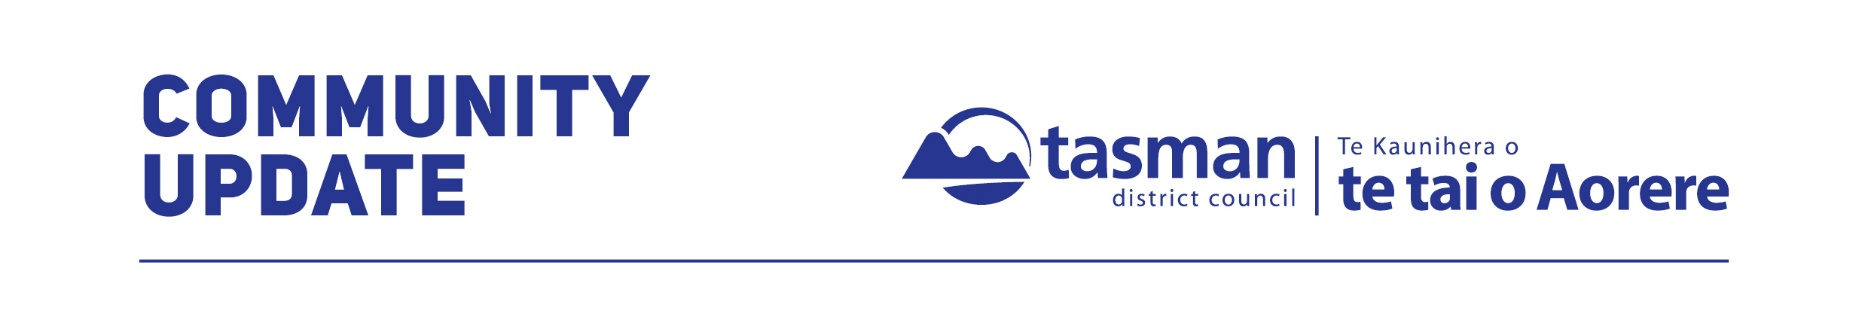 COMMUNITY
UPDATE
tasman
district council
Te Kaunihera o
te tai o Aorere